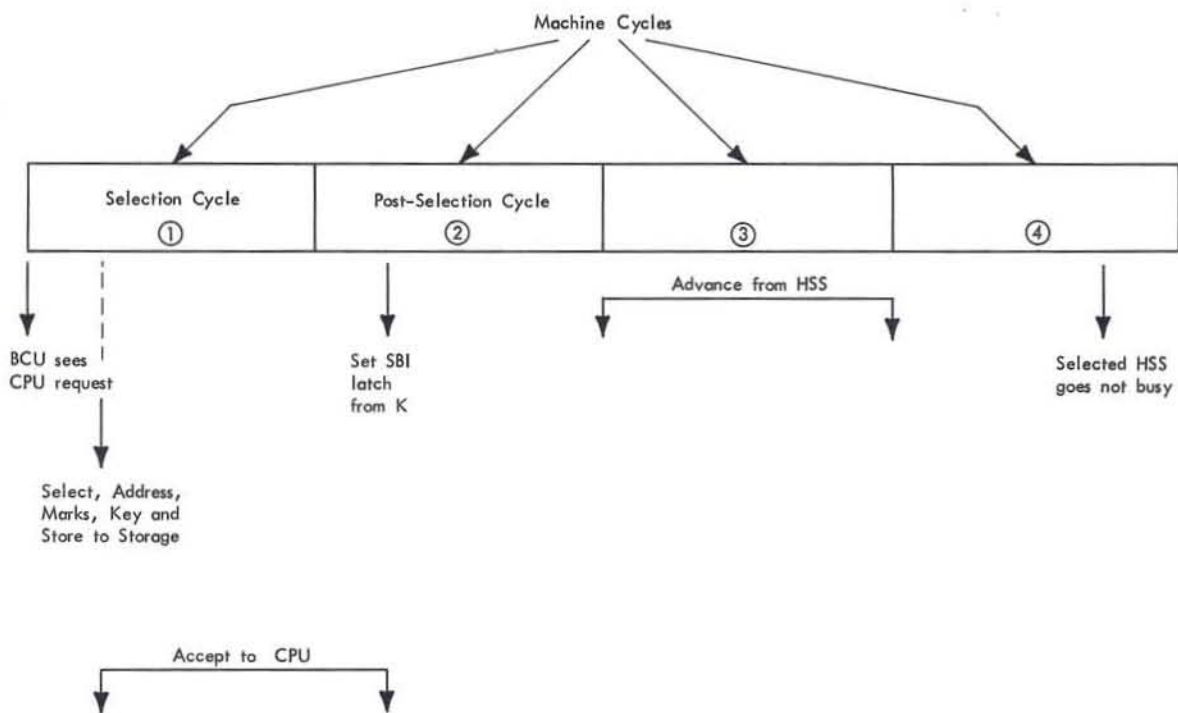 Machine Cycles
Selection Cycle
①
Post-Selection Cycle
②
③
④
Advance from HSS
BCU sees
CPU request
Set SBI
latch
from K
Selected HSS
goes not busy
Select, Address,
Marks, Key and
Store to Storage
Accept to CPU